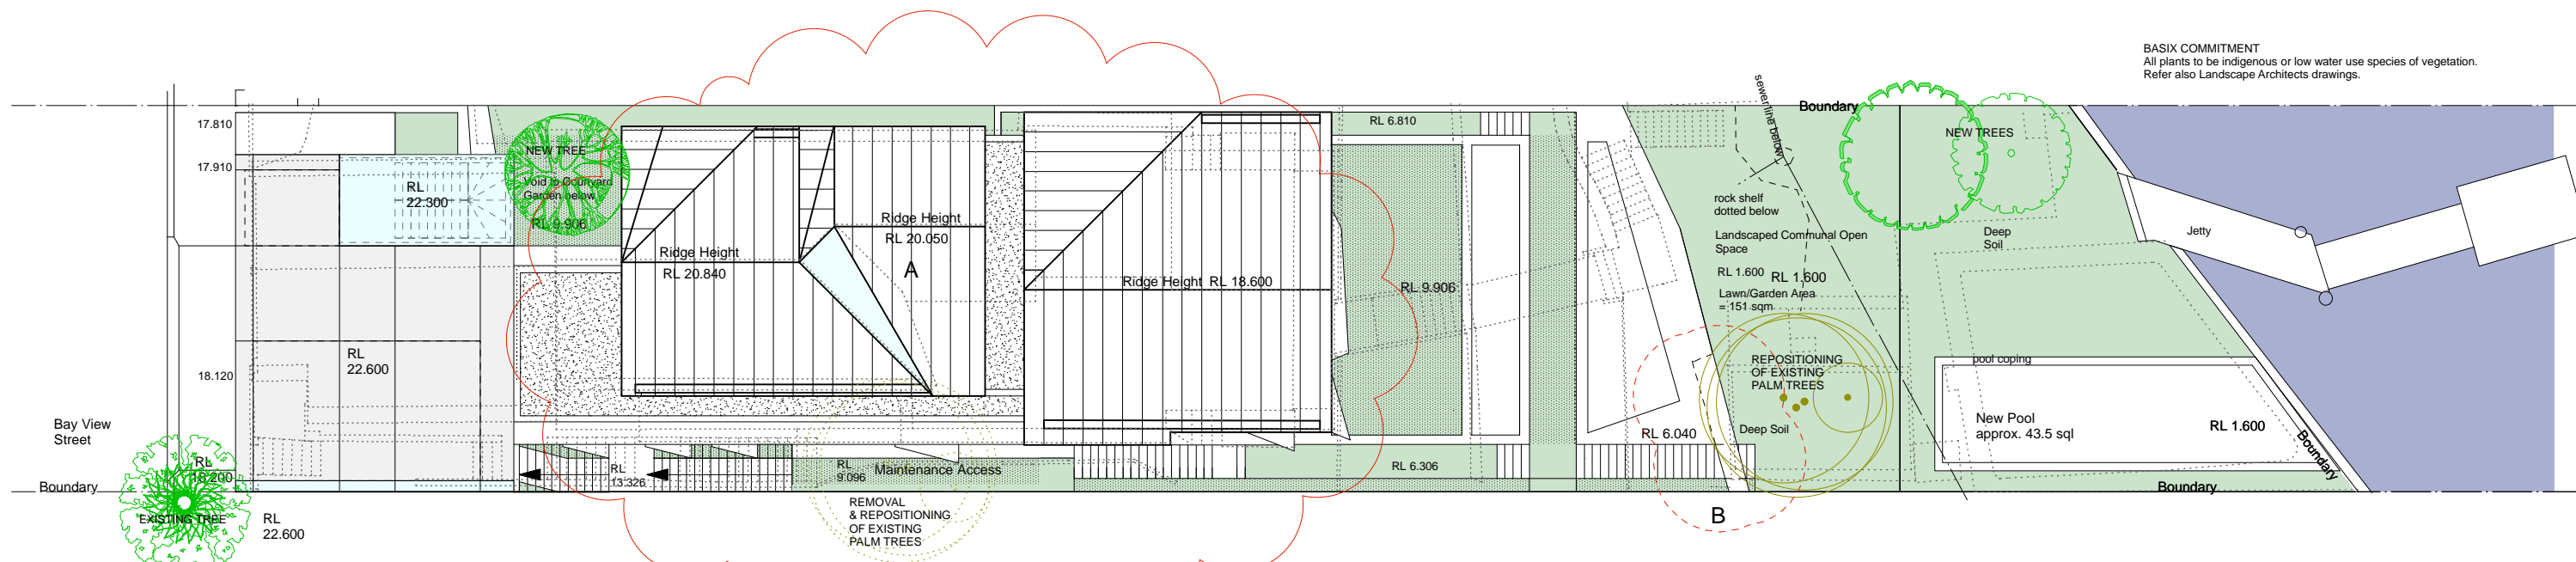 BASIX COMMITMENT
All plants to be indigenous or low water use species of vegetation.
Refer also Landscape Architects drawings.
17.810
17.910
RL
22.300
RL
22.600
18.120
Bay View
Street
RL
18.200
Boundary
EXISTING TREE
RL
22.600
NEW TREE
Void to Courtyard
Garden below
RL 9.906
Ridge Height
RL 20.840
Ridge Height
RL 20.050
A
RL
13.326
RL
9.096
Maintenance Access
REMOVAL
& REPOSITIONING
OF EXISTING
PALM TREES
Ridge Height RL 18.600
RL 6.810
RL 9.906
RL 6.306
RL 6.040
B
sewer line below
Boundary
NEW TREES
rock shelf
dotted below
Landscaped Communal Open
Space
RL 1.600
RL 1.600
Lawn/Garden Area
= 151 sqm
REPOSITIONING
OF EXISTING
PALM TREES
Deep Soil
Deep
Soil
Jetty
pool coping
New Pool
approx. 43.5 sql
RL 1.600
Boundary
Boundary